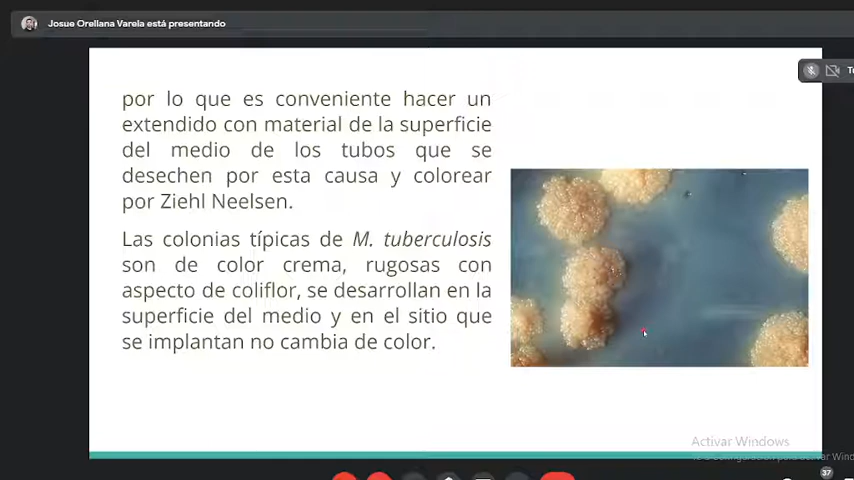 Josue Orellana Varela está presentando
por lo que es conveniente hacer un
extendido con material de la superficie
del medio de los tubos que se
desechen por esta causa y colorear
por Ziehl Neelsen.
Las colonias típicas de M. tuberculosis
son de color crema, rugosas con
aspecto de coliflor, se desarrollan en la
superficie del medio y en el sitio que
se implantan no cambia de color.
Activar Windows
37